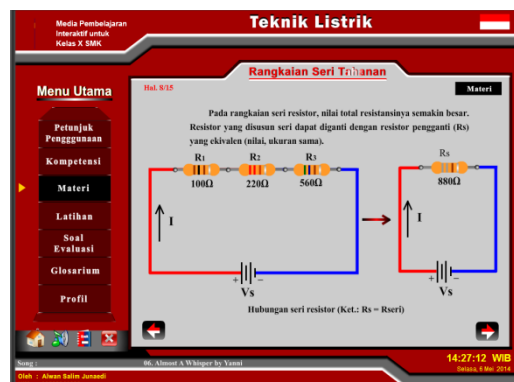 Media Pembelajaran
Interaktif untuk
Kelas X SMK
Teknik Listrik
Rangkaian Seri Tahanan
Menu Utama
Hal. 8/15
Materi
Petunjuk
Pengggunaan
Kompetensi
Materi
Latihan
Soal
Evaluasi
Glosarium
Profil
Pada rangkaian seri resistor, nilai total resistansinya semakin besar.
Resistor yang disusun seri dapat diganti dengan resistor pengganti (Rs)
yang ekivalen (nilai, ukuran sama).
R1 R2 R3
100Ω 220Ω 560Ω
I
+ −
Vs
Rs
880Ω
I
+ −
Vs
Hubungan seri resistor (Ket.: Rs = Rseri)
Song : 06. Almost A Whisper by Yanni
Oleh : Alwan Salim Junaedi
14:27:12 WIB
Selasa, 6 Mei 2014